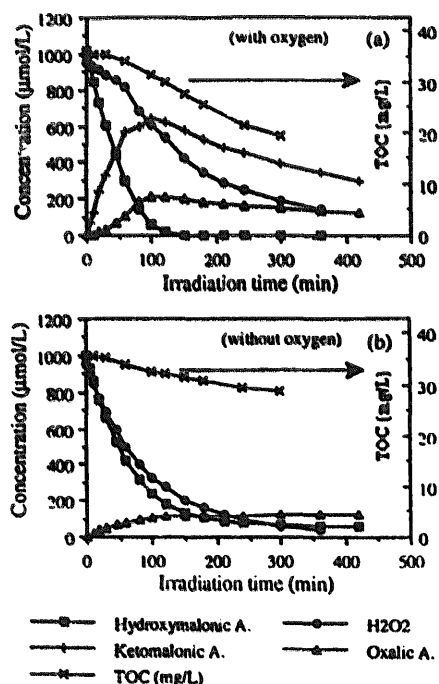 1200
1000
800
600
400
200
0
Concentration (µmol/L)
(with oxygen)
(a)
40
30
20
10
0
TOC [mg/L]
0 100 200 300 400 500
Irradiation time (min)
1200
1000
800
600
400
200
0
Concentration (µmol/L)
(without oxygen)
(b)
40
30
20
10
0
TOC [mg/L]
0 100 200 300 400 500
Irradiation time (min)
Hydroxymalonic A.
H2O2
Ketomalonic A.
Oxalic A.
TOC (mg/L)